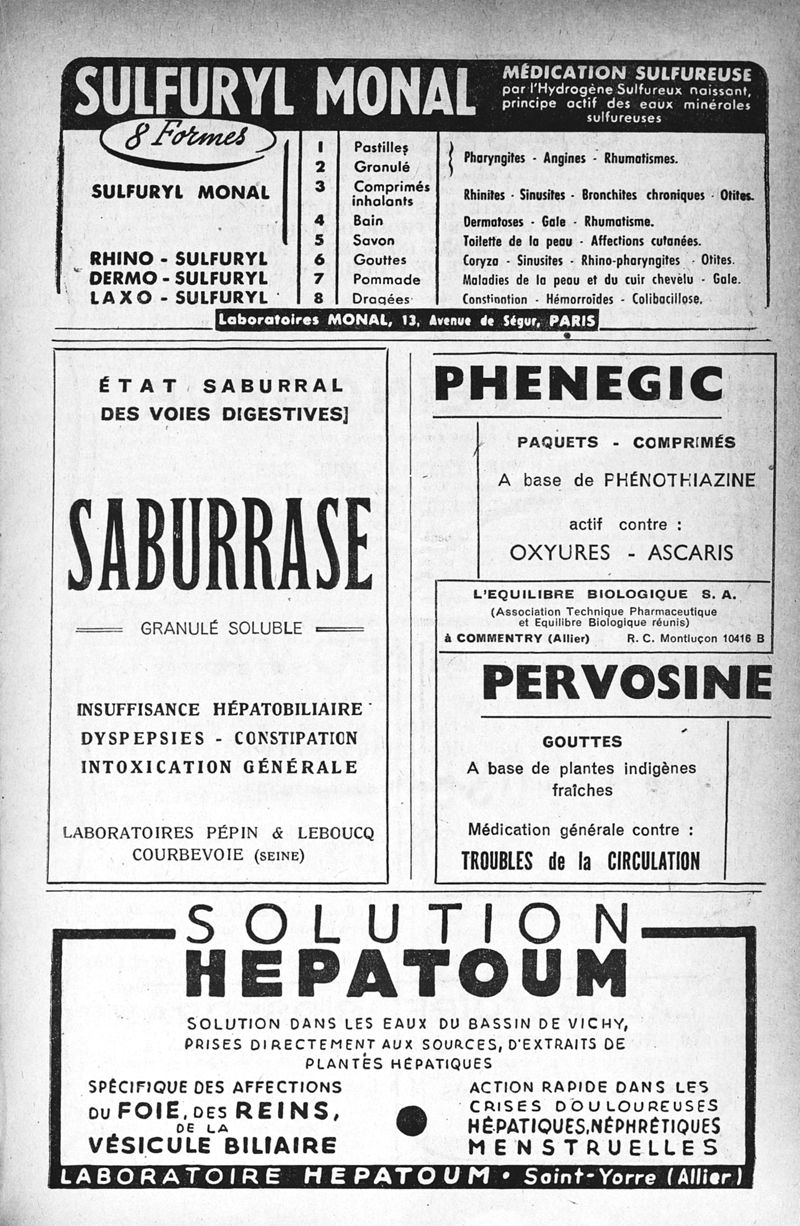 SULFURYL MONAL
MÉDICATION SULFUREUSE
par l'Hydrogène Sulfureux naissant,
principe actif des eaux minérales
sulfureuses
8 Formes
SULFURYL MONAL
1 Pastilles
2 Granulé
Pharyngites - Angines - Rhumatismes.
3 Comprimés
inhalants
Rhinites - Sinusites - Bronchites chroniques - Otites.
4 Bain Dermatoses - Gale - Rhumatisme.
5 Savon Toilette de la peau - Affections cutanées.
RHINO - SULFURYL 6 Gouttes Coryza - Sinusites - Rhino-pharyngites - Otites.
DERMO - SULFURYL 7 Pommade Maladies de la peau et du cuir chevelu - Gale.
LAXO - SULFURYL 8 Dragées Constipation - Hémorroïdes - Colibacillose.
Laboratoires MONAL, 13, Avenue de Ségur, PARIS
ÉTAT SABURRAL
DES VOIES DIGESTIVES]
SABURRASE
GRANULÉ SOLUBLE
INSUFFISANCE HÉPATOBILIAIRE
DYSPEPSIES - CONSTIPATION
INTOXICATION GÉNÉRALE
LABORATOIRES PÉPIN & LEBOUCQ
COURBEVOIE (SEINE)
PHENEGIC
PAQUETS - COMPRIMÉS
A base de PHÉNOTHIAZINE
actif contre :
OXYURES - ASCARIS
L'EQUILIBRE BIOLOGIQUE S. A.
(Association Technique Pharmaceutique
et Equilibre Biologique réunis)
à COMMENTRY (Allier) R. C. Montluçon 10416 B
PERVOSINE
GOUTTES
A base de plantes indigènes
fraîches
Médication générale contre :
TROUBLES de la CIRCULATION
SOLUTION
HEPATOUM
SOLUTION DANS LES EAUX DU BASSIN DE VICHY,
PRISES DIRECTEMENT AUX SOURCES, D'EXTRAITS DE
PLANTES HÉPATIQUES
SPÉCIFIQUE DES AFFECTIONS
DU FOIE, DES REINS,
DE LA
VÉSICULE BILIAIRE
ACTION RAPIDE DANS LES
CRISES DOULOUREUSES
HÉPATIQUES, NÉPHRÉTIQUES
MENSTRUELLES
LABORATOIRE HEPATOUM • Saint-Yorre (Allier)